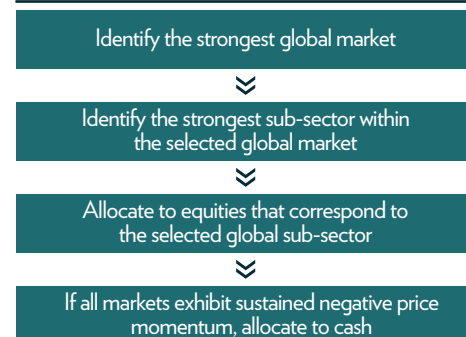 Identify the strongest global market
Identify the strongest sub-sector within
the selected global market
Allocate to equities that correspond to
the selected global sub-sector
If all markets exhibit sustained negative price
momentum, allocate to cash